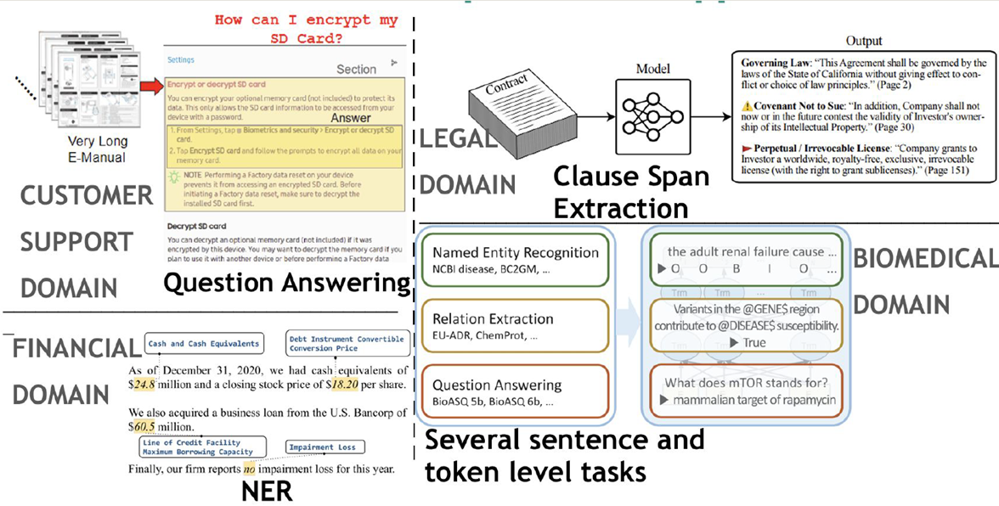 How can I encrypt my
SD Card?
Settings
Section
Encrypt or decrypt SD card
You can encrypt your optional memory card (not included) to protect its
data. This only allows the SD card information to be accessed from your
device with a password.
Answer
1. From Settings, tap Biometrics and security > Encrypt or decrypt SD
card.
2. Tap Encrypt SD card and follow the prompts to encrypt all data on your
memory card.
NOTE Performing a Factory data reset on your device
prevents it from accessing an encrypted SD card. Before
initiating a Factory data reset, make sure to decrypt the
installed SD card first.
Decrypt SD card
You can decrypt an optional memory card (not included) if it was
encrypted by this device. You may want to decrypt the memory card if you
plan to use it with another device or before performing a Factory data
Very Long
E-Manual
CUSTOMER
SUPPORT
DOMAIN
Question Answering
LEGAL
DOMAIN
Contract
Model
Output
Governing Law: “This Agreement shall be governed by the
laws of the State of California without giving effect to con-
flict or choice of law principles.” (Page 2)
Covenant Not to Sue: “In addition, Company shall not
now or in the future contest the validity of Investor's owner-
ship of its Intellectual Property.” (Page 30)
Perpetual / Irrevocable License: “Company grants to
Investor a worldwide, royalty-free, exclusive, irrevocable
license (with the right to grant sublicenses).” (Page 151)
Clause Span
Extraction
FINANCIAL
DOMAIN
Cash and Cash Equivalents
Debt Instrument Convertible
Conversion Price
As of December 31, 2020, we had cash equivalents of
$24.8 million and a closing stock price of $18.20 per share.
We also acquired a business loan from the U.S. Bancorp of
$60.5 million.
Line of Credit Facility
Maximum Borrowing Capacity
Impairment Loss
Finally, our firm reports no impairment loss for this year.
NER
Named Entity Recognition
NCBI disease, BC2GM, ...
Relation Extraction
EU-ADR, ChemProt, ...
Question Answering
BioASQ 5b, BioASQ 6b, ...
the adult renal failure cause ...
O O B I O ...
Trm Trm ... Trm
Variants in the @GENE$ region
contribute to @DISEASE$ susceptibility.
True
What does mTOR stands for?
mammalian target of rapamycin
BIOMEDICAL
DOMAIN
Several sentence and
token level tasks